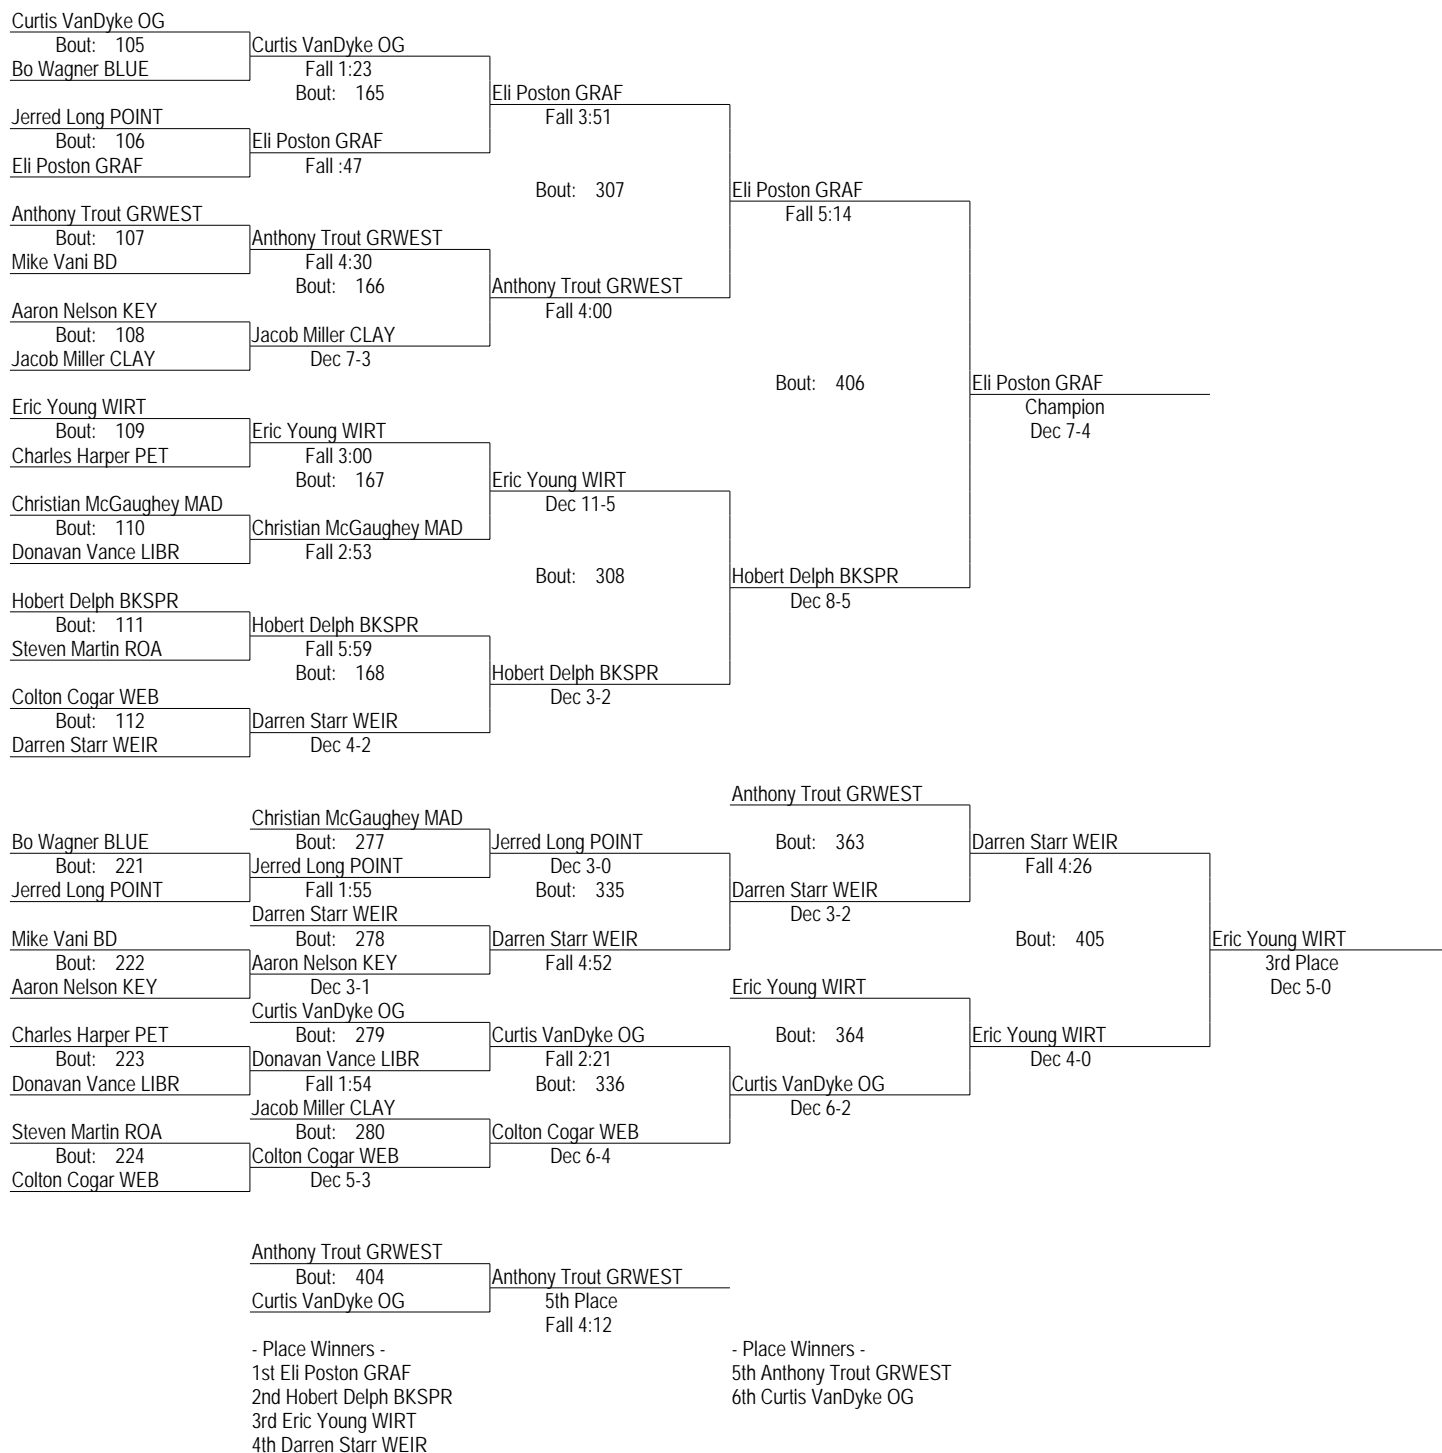 Curtis VanDyke OG
Bout: 105
Bo Wagner BLUE
Curtis VanDyke OG
Fall 1:23
Bout: 165
Jerred Long POINT
Bout: 106
Eli Poston GRAF
Eli Poston GRAF
Fall :47
Eli Poston GRAF
Fall 3:51
Bout: 307
Anthony Trout GRWEST
Bout: 107
Mike Vani BD
Anthony Trout GRWEST
Fall 4:30
Bout: 166
Aaron Nelson KEY
Bout: 108
Jacob Miller CLAY
Jacob Miller CLAY
Dec 7-3
Anthony Trout GRWEST
Fall 4:00
Eli Poston GRAF
Fall 5:14
Bout: 406
Eric Young WIRT
Bout: 109
Charles Harper PET
Eric Young WIRT
Fall 3:00
Bout: 167
Christian McGaughey MAD
Bout: 110
Donavan Vance LIBR
Christian McGaughey MAD
Fall 2:53
Eric Young WIRT
Dec 11-5
Bout: 308
Hobert Delph BKSPR
Bout: 111
Steven Martin ROA
Hobert Delph BKSPR
Fall 5:59
Bout: 168
Colton Cogar WEB
Bout: 112
Darren Starr WEIR
Darren Starr WEIR
Dec 4-2
Hobert Delph BKSPR
Dec 3-2
Hobert Delph BKSPR
Dec 8-5
Eli Poston GRAF
Champion
Dec 7-4
Bo Wagner BLUE
Bout: 221
Jerred Long POINT
Christian McGaughey MAD
Bout: 277
Jerred Long POINT
Fall 1:55
Jerred Long POINT
Dec 3-0
Bout: 335
Mike Vani BD
Bout: 222
Aaron Nelson KEY
Darren Starr WEIR
Bout: 278
Aaron Nelson KEY
Dec 3-1
Darren Starr WEIR
Fall 4:52
Anthony Trout GRWEST
Bout: 363
Darren Starr WEIR
Dec 3-2
Darren Starr WEIR
Fall 4:26
Bout: 405
Charles Harper PET
Bout: 223
Donavan Vance LIBR
Curtis VanDyke OG
Bout: 279
Donavan Vance LIBR
Fall 1:54
Curtis VanDyke OG
Fall 2:21
Bout: 336
Steven Martin ROA
Bout: 224
Colton Cogar WEB
Jacob Miller CLAY
Bout: 280
Colton Cogar WEB
Dec 5-3
Colton Cogar WEB
Dec 6-4
Eric Young WIRT
Bout: 364
Curtis VanDyke OG
Dec 6-2
Eric Young WIRT
Dec 4-0
Eric Young WIRT
3rd Place
Dec 5-0
Anthony Trout GRWEST
Bout: 404
Curtis VanDyke OG
Anthony Trout GRWEST
5th Place
Fall 4:12
- Place Winners -
1st Eli Poston GRAF
2nd Hobert Delph BKSPR
3rd Eric Young WIRT
4th Darren Starr WEIR
- Place Winners -
5th Anthony Trout GRWEST
6th Curtis VanDyke OG